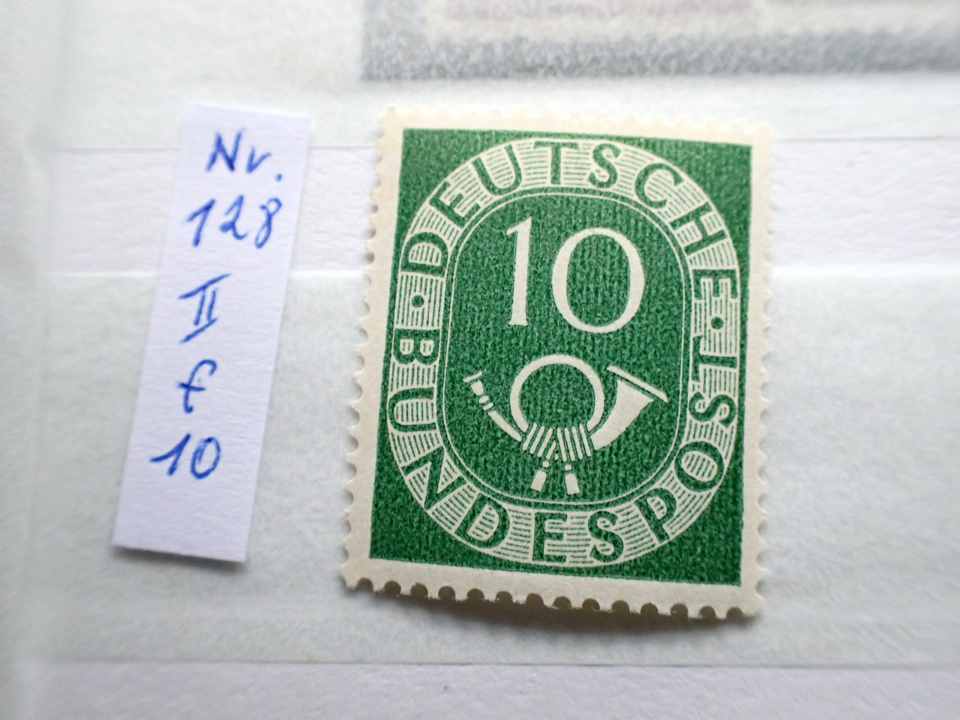 Nr.
128
II
f
10
DEUTSCHE • BUNDESPOST •
10